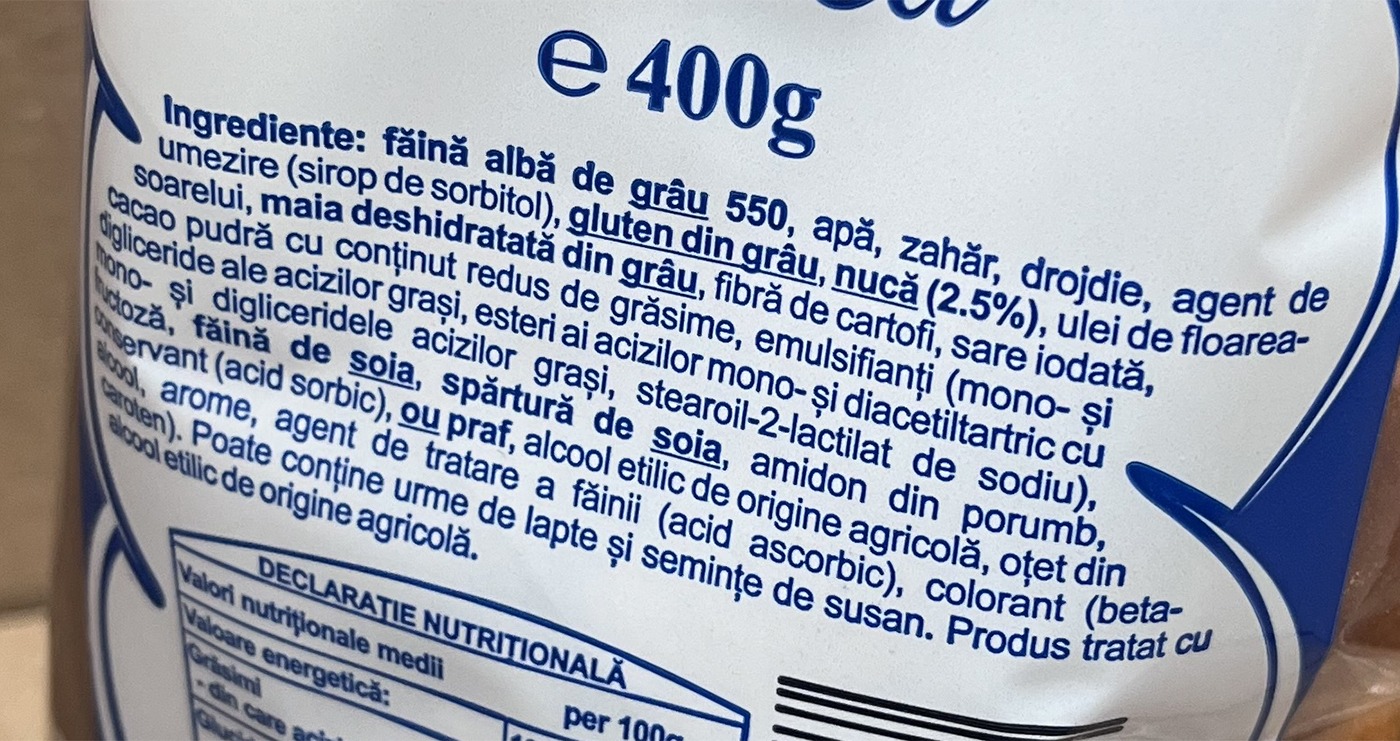 e 400g
Ingrediente: făină albă de grâu 550, apă, zahăr, drojdie, agent de
umezire (sirop de sorbitol), gluten din grâu, nucă (2.5%), ulei de floarea-
soarelui, maia deshidratată din grâu, fibră de cartofi, sare iodată,
cacao pudră cu conținut redus de grăsime, emulsifianți (mono- și
digliceride ale acizilor grași, esteri ai acizilor mono- și diacetiltartric cu
mono- și digliceridele acizilor grași, stearoil-2-lactilat de sodiu),
fructoză, făină de soia, spărtură de soia, amidon din porumb,
conservant (acid sorbic), ou praf, alcool etilic de origine agricolă, oțet din
alcool, arome, agent de tratare a făinii (acid ascorbic), colorant (beta-
caroten). Poate conține urme de lapte și semințe de susan. Produs tratat cu
alcool etilic de origine agricolă.
DECLARAȚIE NUTRIȚIONALĂ
Valori nutriționale medii
per 100g
Valoare energetică:
Grăsimi
- din care